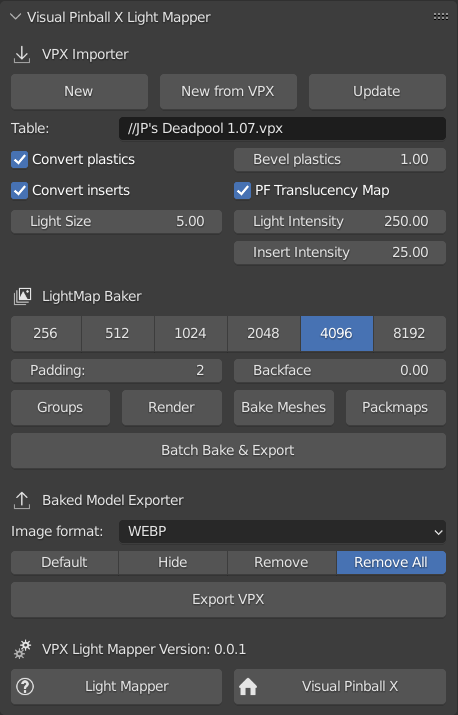 Visual Pinball X Light Mapper
VPX Importer
New New from VPX Update
Table: //JP's Deadpool 1.07.vpx
Convert plastics Bevel plastics 1.00
Convert inserts PF Translucency Map
Light Size 5.00 Light Intensity 250.00
Insert Intensity 25.00
LightMap Baker
256 512 1024 2048 4096 8192
Padding: 2 Backface 0.00
Groups Render Bake Meshes Packmaps
Batch Bake & Export
Baked Model Exporter
Image format: WEBP
Default Hide Remove Remove All
Export VPX
VPX Light Mapper Version: 0.0.1
Light Mapper Visual Pinball X